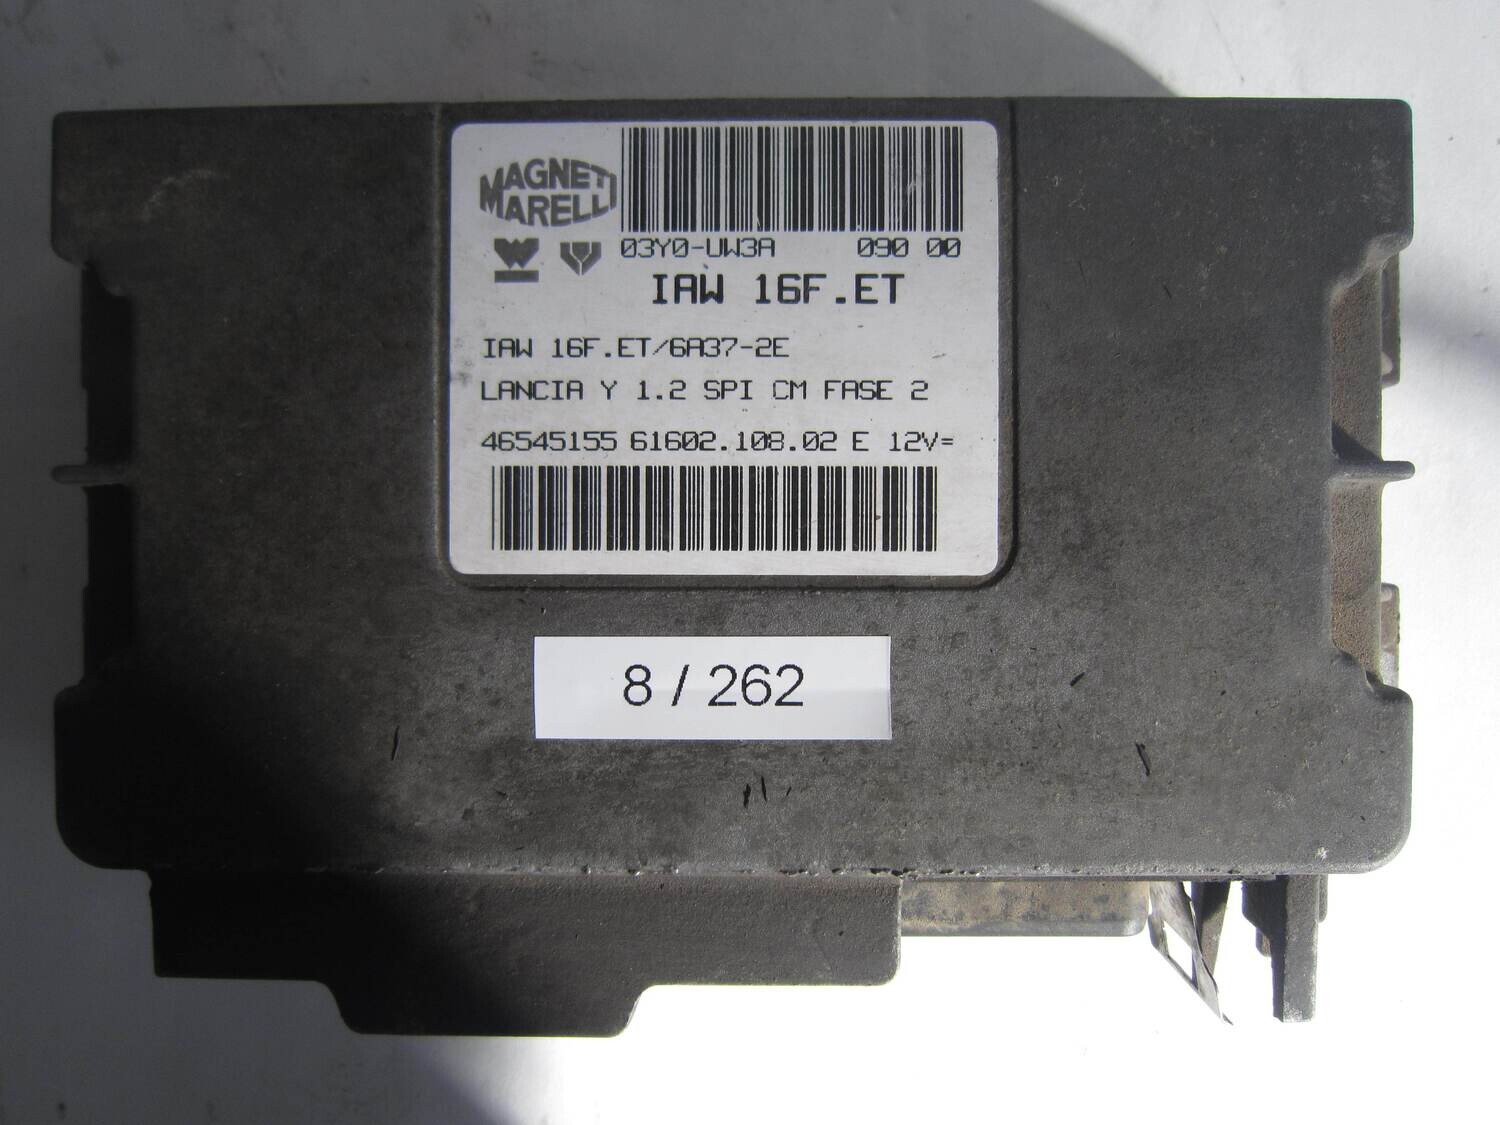 MAGNETI
MARELLI
03Y0-UW3A 090 00
IAW 16F.ET
IAW 16F.ET/6A37-2E
LANCIA Y 1.2 SPI CM FASE 2
46545155 61602.108.02 E 12V=
8 / 262